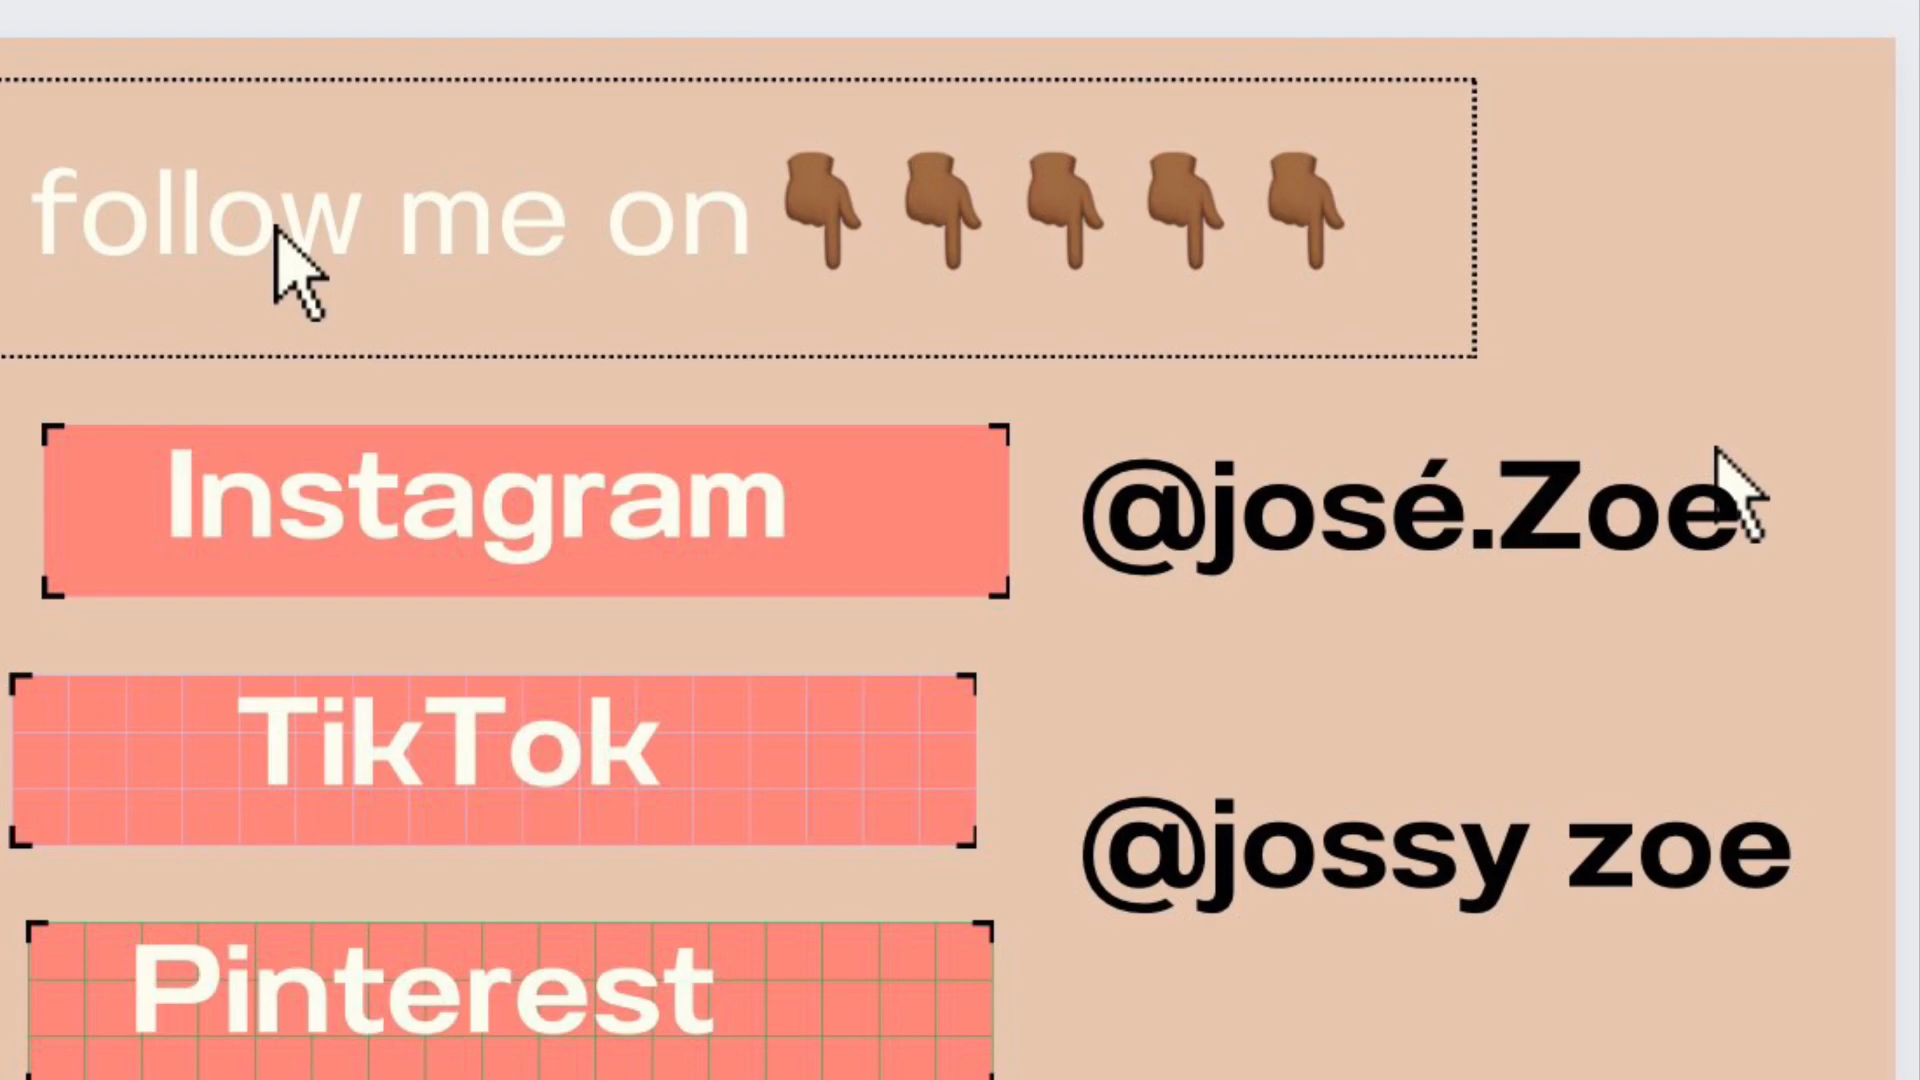 follow me on 👇🏾👇🏾👇🏾👇🏾👇🏾
Instagram
@josé.Zoe
TikTok
@jossy zoe
Pinterest